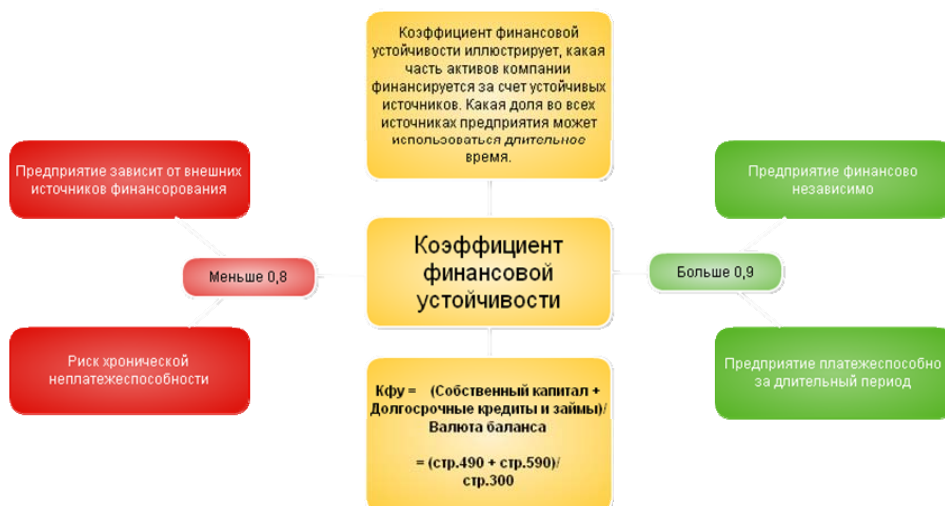 Коэффициент финансовой
устойчивости иллюстрирует, какая
часть активов компании
финансируется за счет устойчивых
источников. Какая доля во всех
источниках предприятия может
использоваться длительное
время.
Предприятие зависит от внешних
источников финансорования
Предприятие финансово
независимо
Меньше 0,8
Коэффициент
финансовой
устойчивости
Больше 0,9
Риск хронической
неплатежеспособности
Предприятие платежеспособно
за длительный период
Кфу = (Собственный капитал +
Долгосрочные кредиты и займы)/
Валюта баланса
= (стр.490 + стр.590)/
стр.300